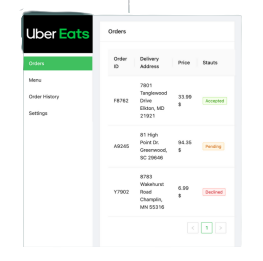 Uber Eats
Orders
Menu
Order History
Settings
Orders
Order ID Delivery Address Price Stauts
F8762 7801 Tanglewood Drive Elkton, MD 21921 33.99 $ Accepted
A9245 61 High Point Dr. Greenwood, SC 29646 94.35 $ Pending
Y7902 8783 Wakehurst Road Champlin, MN 55316 6.99 $ Declined
< 1 >